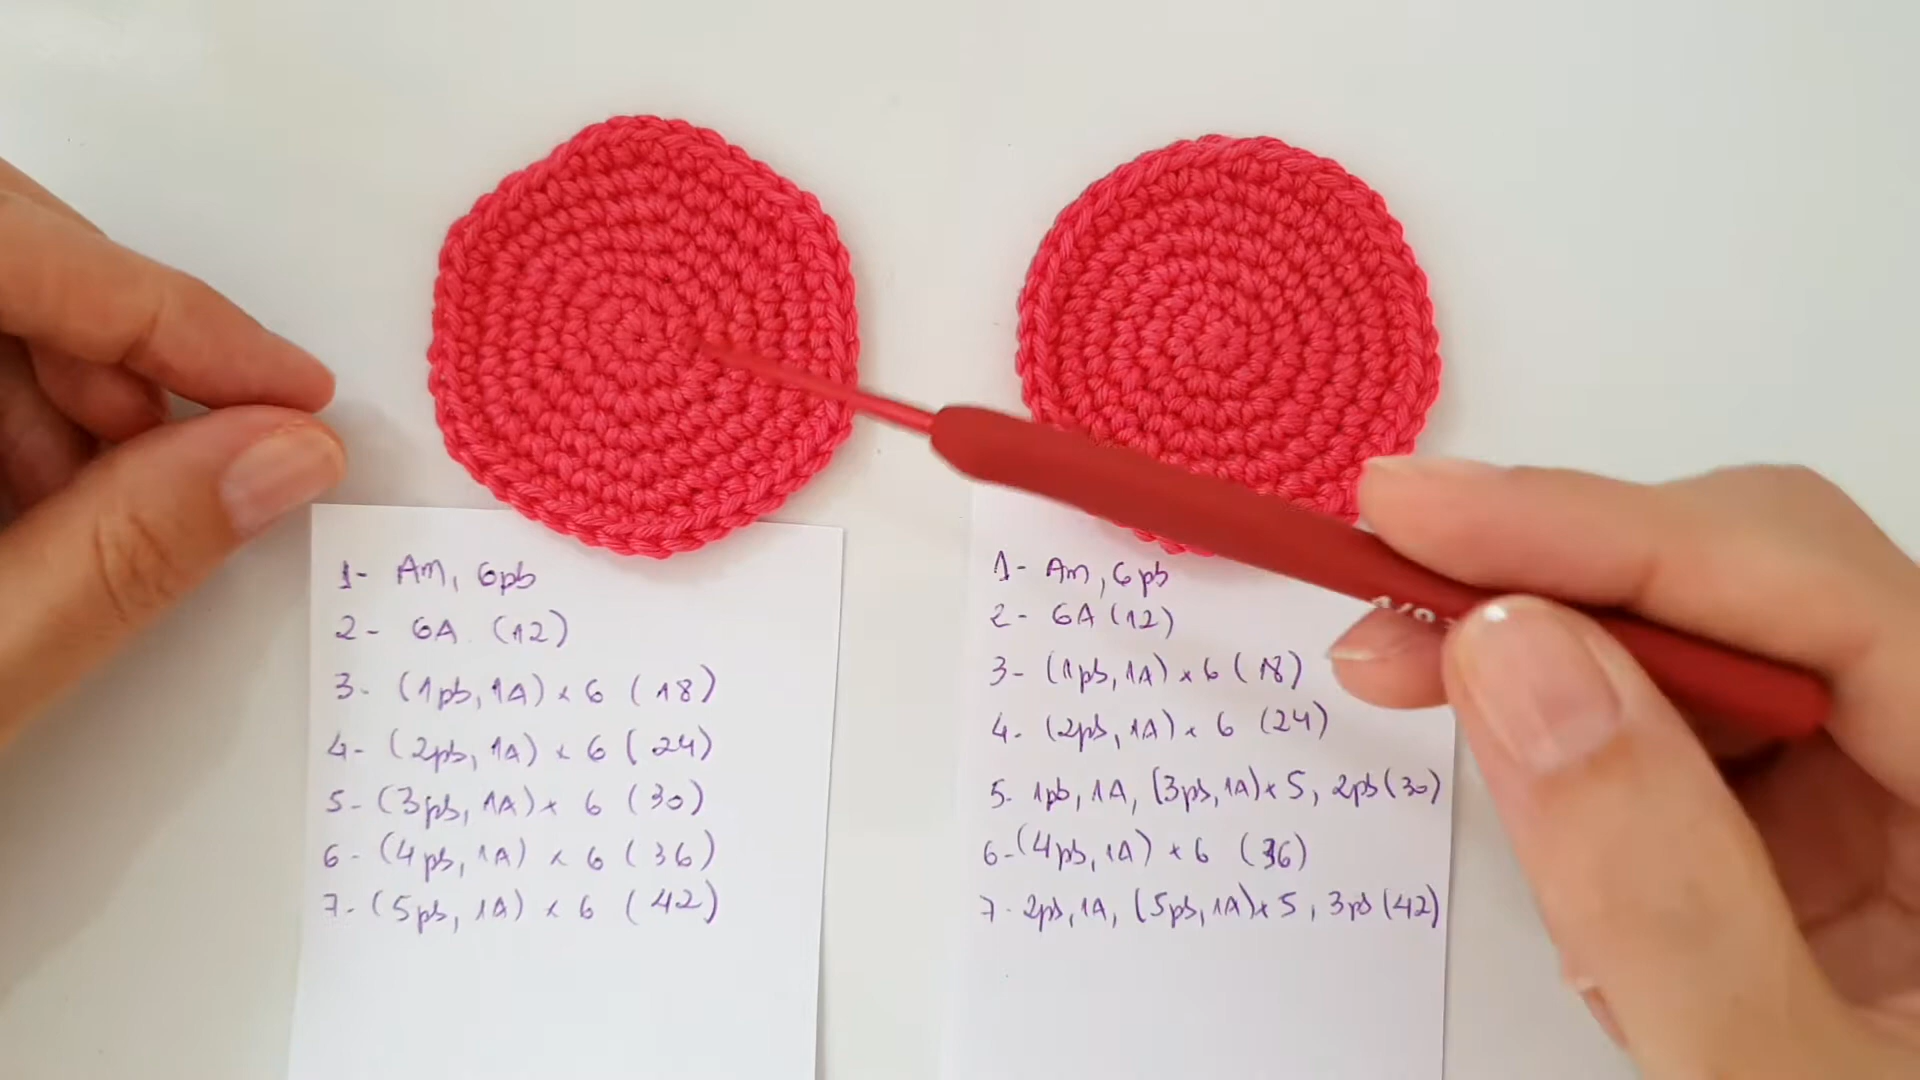 1- Am, 6pb
2- 6A (12)
3- (1pb, 1A) x 6 (18)
4- (2pb, 1A) x 6 (24)
5- (3pb, 1A) x 6 (30)
6- (4pb, 1A) x 6 (36)
7- (5pb, 1A) x 6 (42)
1- Am, 6pb
2- 6A (12)
3- (1pb, 1A) x 6 (18)
4- (2pb, 1A) x 6 (24)
5- 1pb, 1A, (3pb, 1A) x 5, 2pb (30)
6- (4pb, 1A) x 6 (36)
7- 2pb, 1A, (5pb, 1A) x 5, 3pb (42)